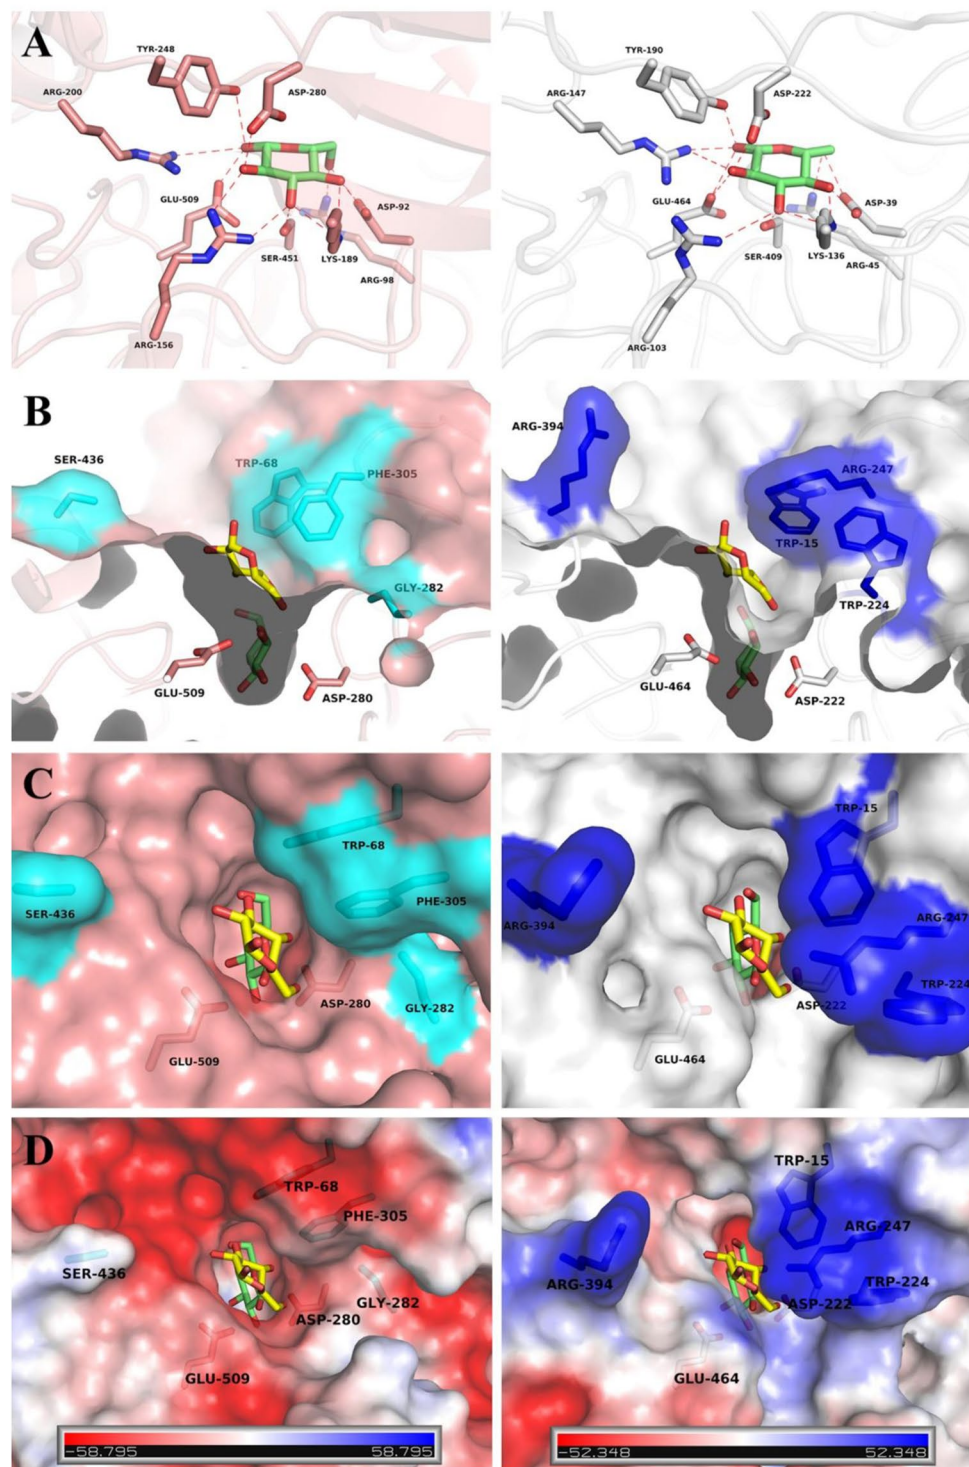 A
TYR-248
ASP-280
ARG-200
GLU-509
ASP-92
SER-451
LYS-189
ARG-98
ARG-156
TYR-190
ASP-222
ARG-147
GLU-464
ASP-39
SER-409
LYS-136
ARG-45
ARG-103
B
SER-436
TRP-68
PHE-305
GLY-282
GLU-509
ASP-280
ARG-394
ARG-247
TRP-15
TRP-224
GLU-464
ASP-222
C
TRP-68
SER-436
PHE-305
ASP-280
GLY-282
GLU-509
TRP-15
ARG-394
ARG-247
TRP-224
ASP-222
GLU-464
D
TRP-68
PHE-305
SER-436
GLY-282
ASP-280
GLU-509
-58.795 58.795
TRP-15
ARG-247
ARG-394
TRP-224
ASP-222
GLU-464
-52.348 52.348